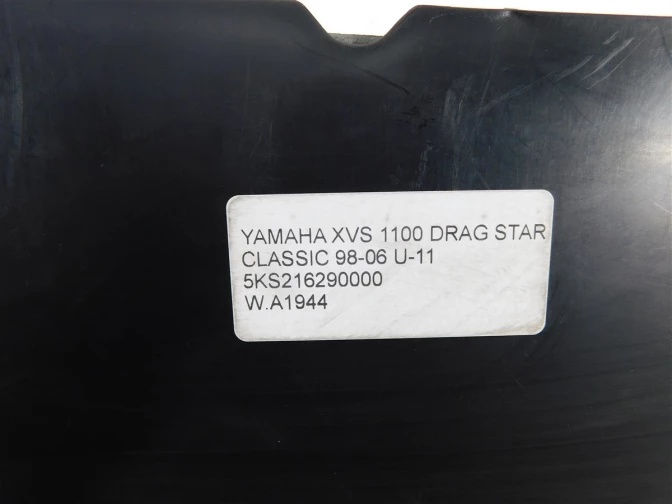 YAMAHA XVS 1100 DRAG STAR
CLASSIC 98-06 U-11
5KS216290000
W.A1944